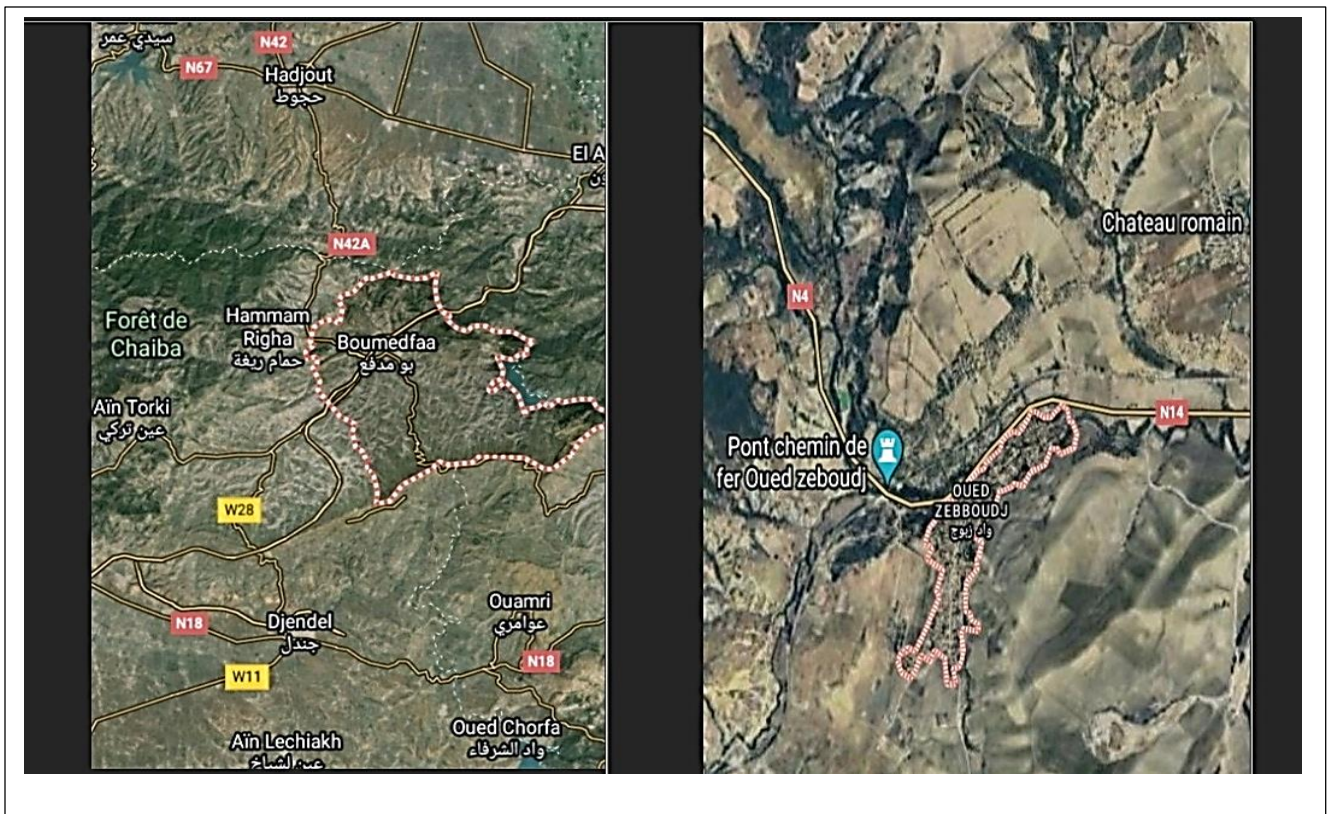 سيدي عمر
N42
N67
Hadjout
حجوط
El A
N42A
Forêt de
Chaiba
Hammam
Righa
حمام ريغة
Boumedfaa
بو مدفع
Aïn Torki
عين تركي
W28
N18
Djendel
جندل
Ouamri
عوامري
N18
W11
Aïn Lechiakh
عين لشياخ
Oued Chorfa
واد الشرفاء
Chateau romain
N4
N14
Pont chemin de
fer Oued zeboudj
OUED
ZEBBOUDJ
واد زبوج